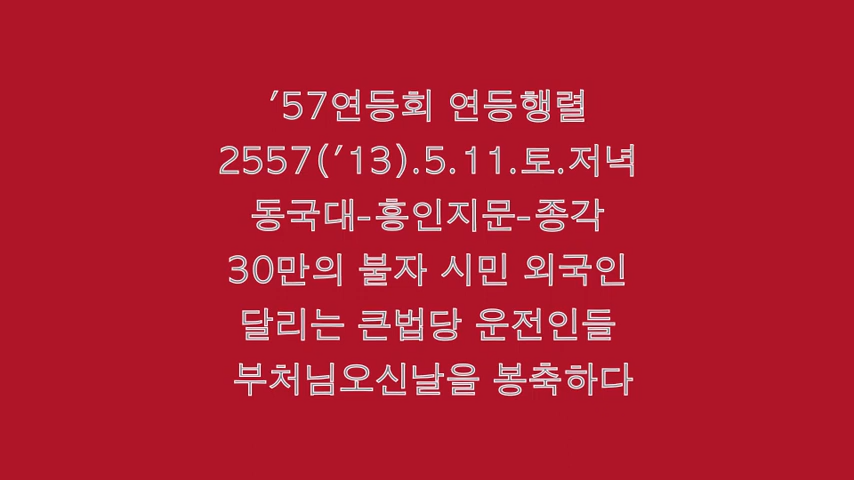 '57연등회 연등행렬
2557('13).5.11.토.저녁
동국대-흥인지문-종각
30만의 불자 시민 외국인
달리는 큰법당 운전인들
부처님오신날을 봉축하다